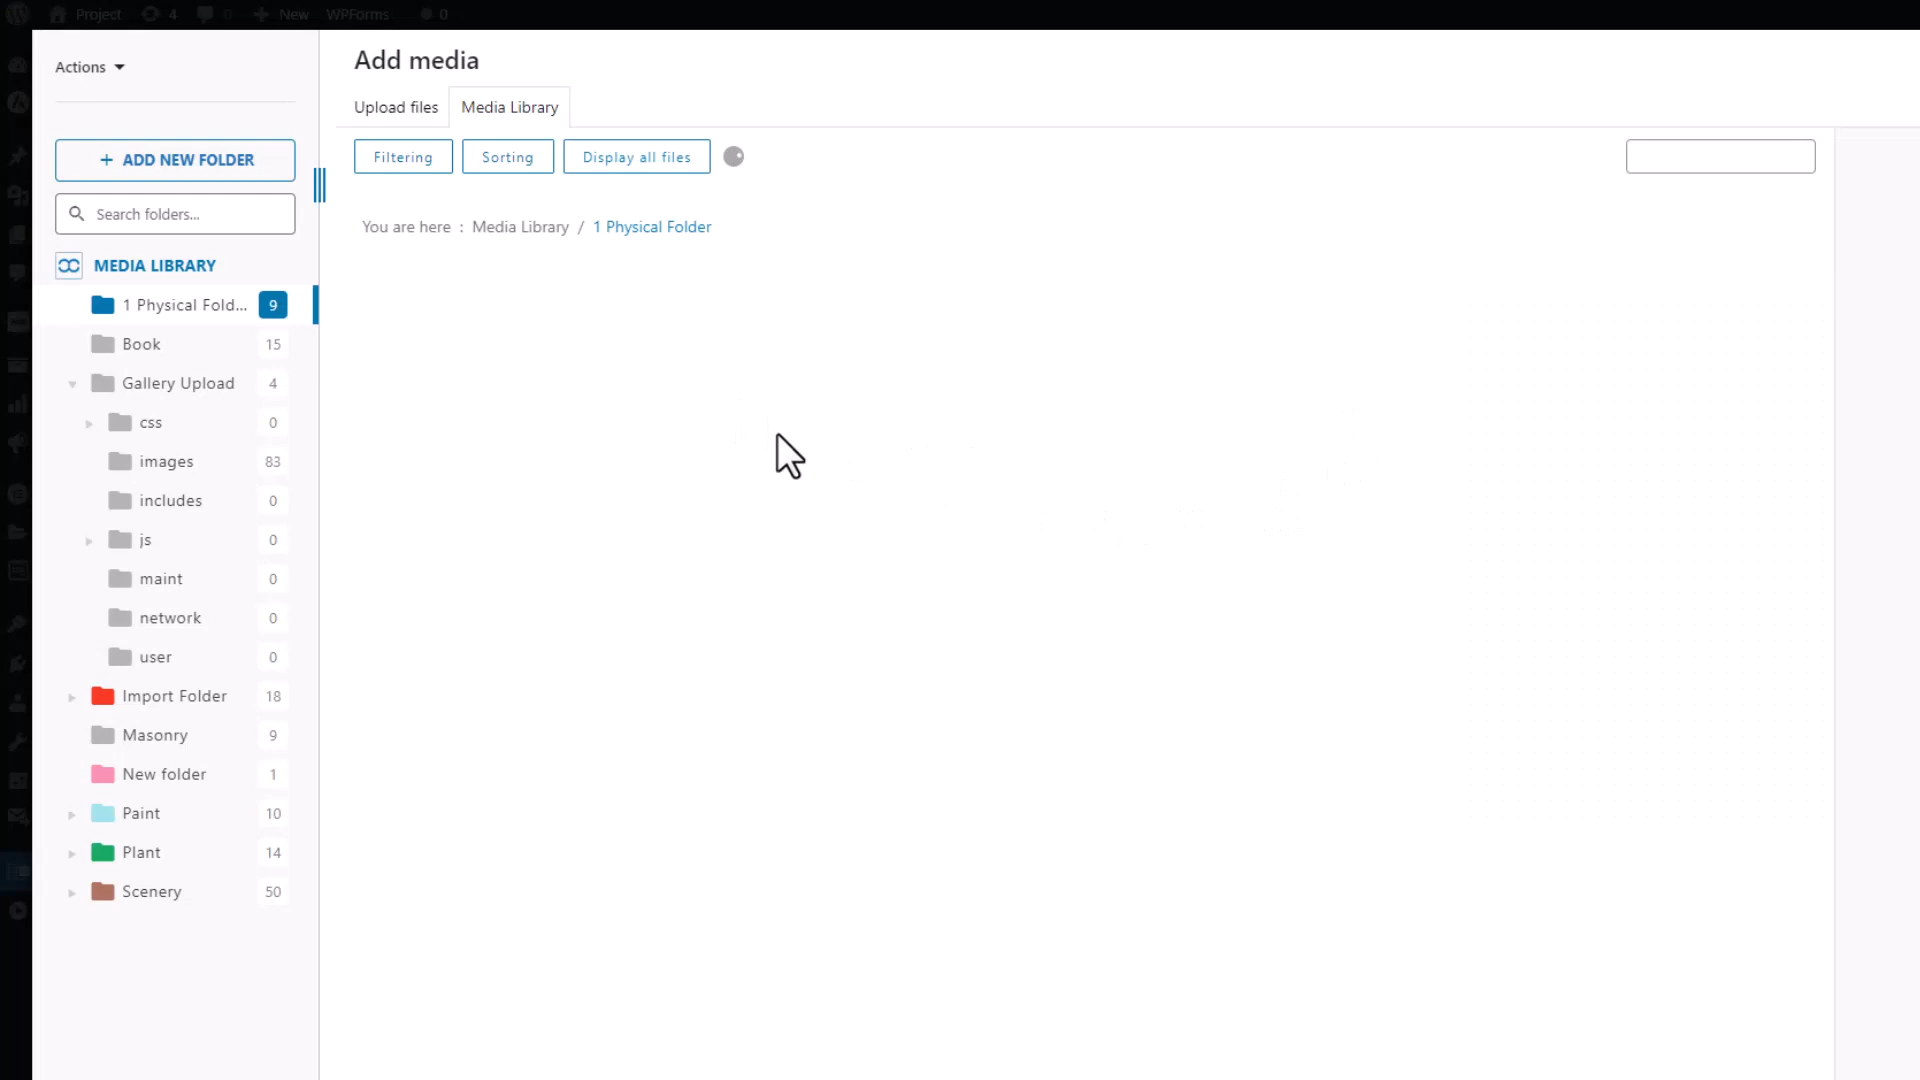 Project 4 0 New WPForms 0
Actions
Add media
Upload files Media Library
+ ADD NEW FOLDER
Filtering Sorting Display all files
Search folders...
You are here : Media Library / 1 Physical Folder
MEDIA LIBRARY
1 Physical Fold... 9
Book 15
Gallery Upload 4
css 0
images 83
includes 0
js 0
maint 0
network 0
user 0
Import Folder 18
Masonry 9
New folder 1
Paint 10
Plant 14
Scenery 50